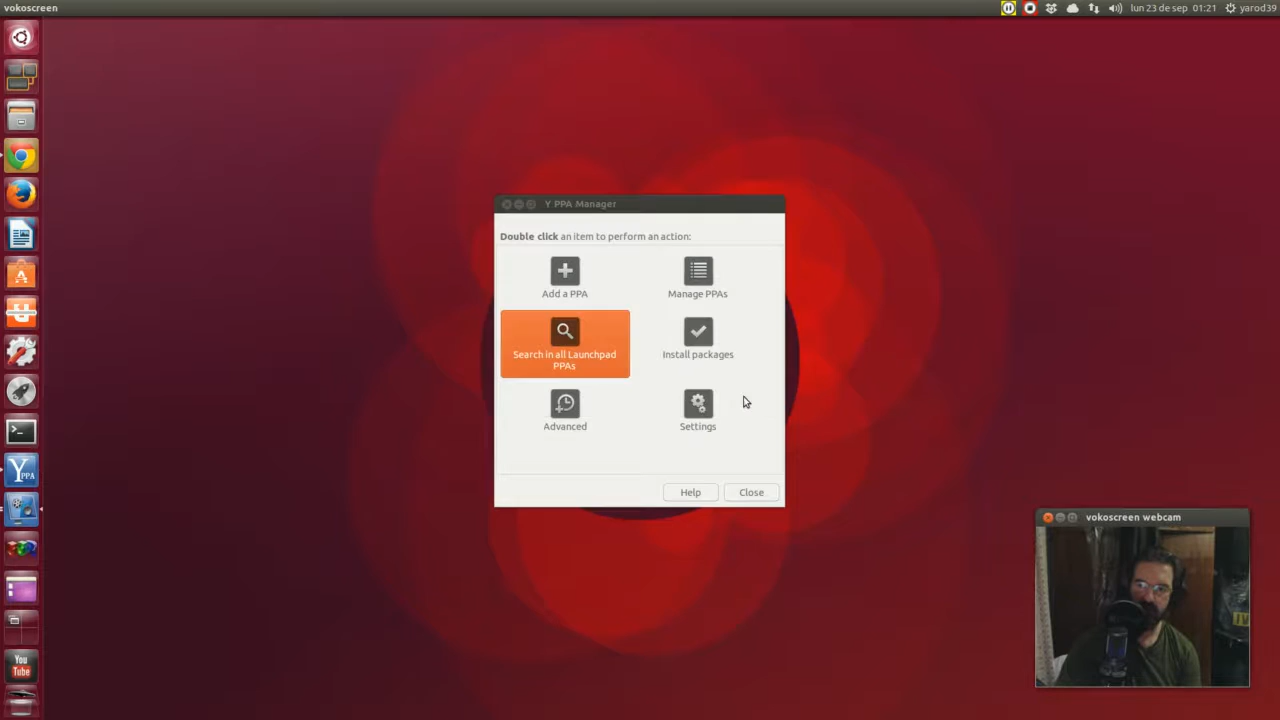 vokoscreen
lun 23 de sep 01:21
yarod39
Y PPA Manager
Double click an item to perform an action:
Add a PPA
Manage PPAs
Search in all Launchpad
PPAs
Install packages
Advanced
Settings
Help
Close
vokoscreen webcam
Y
PPA
You
Tube